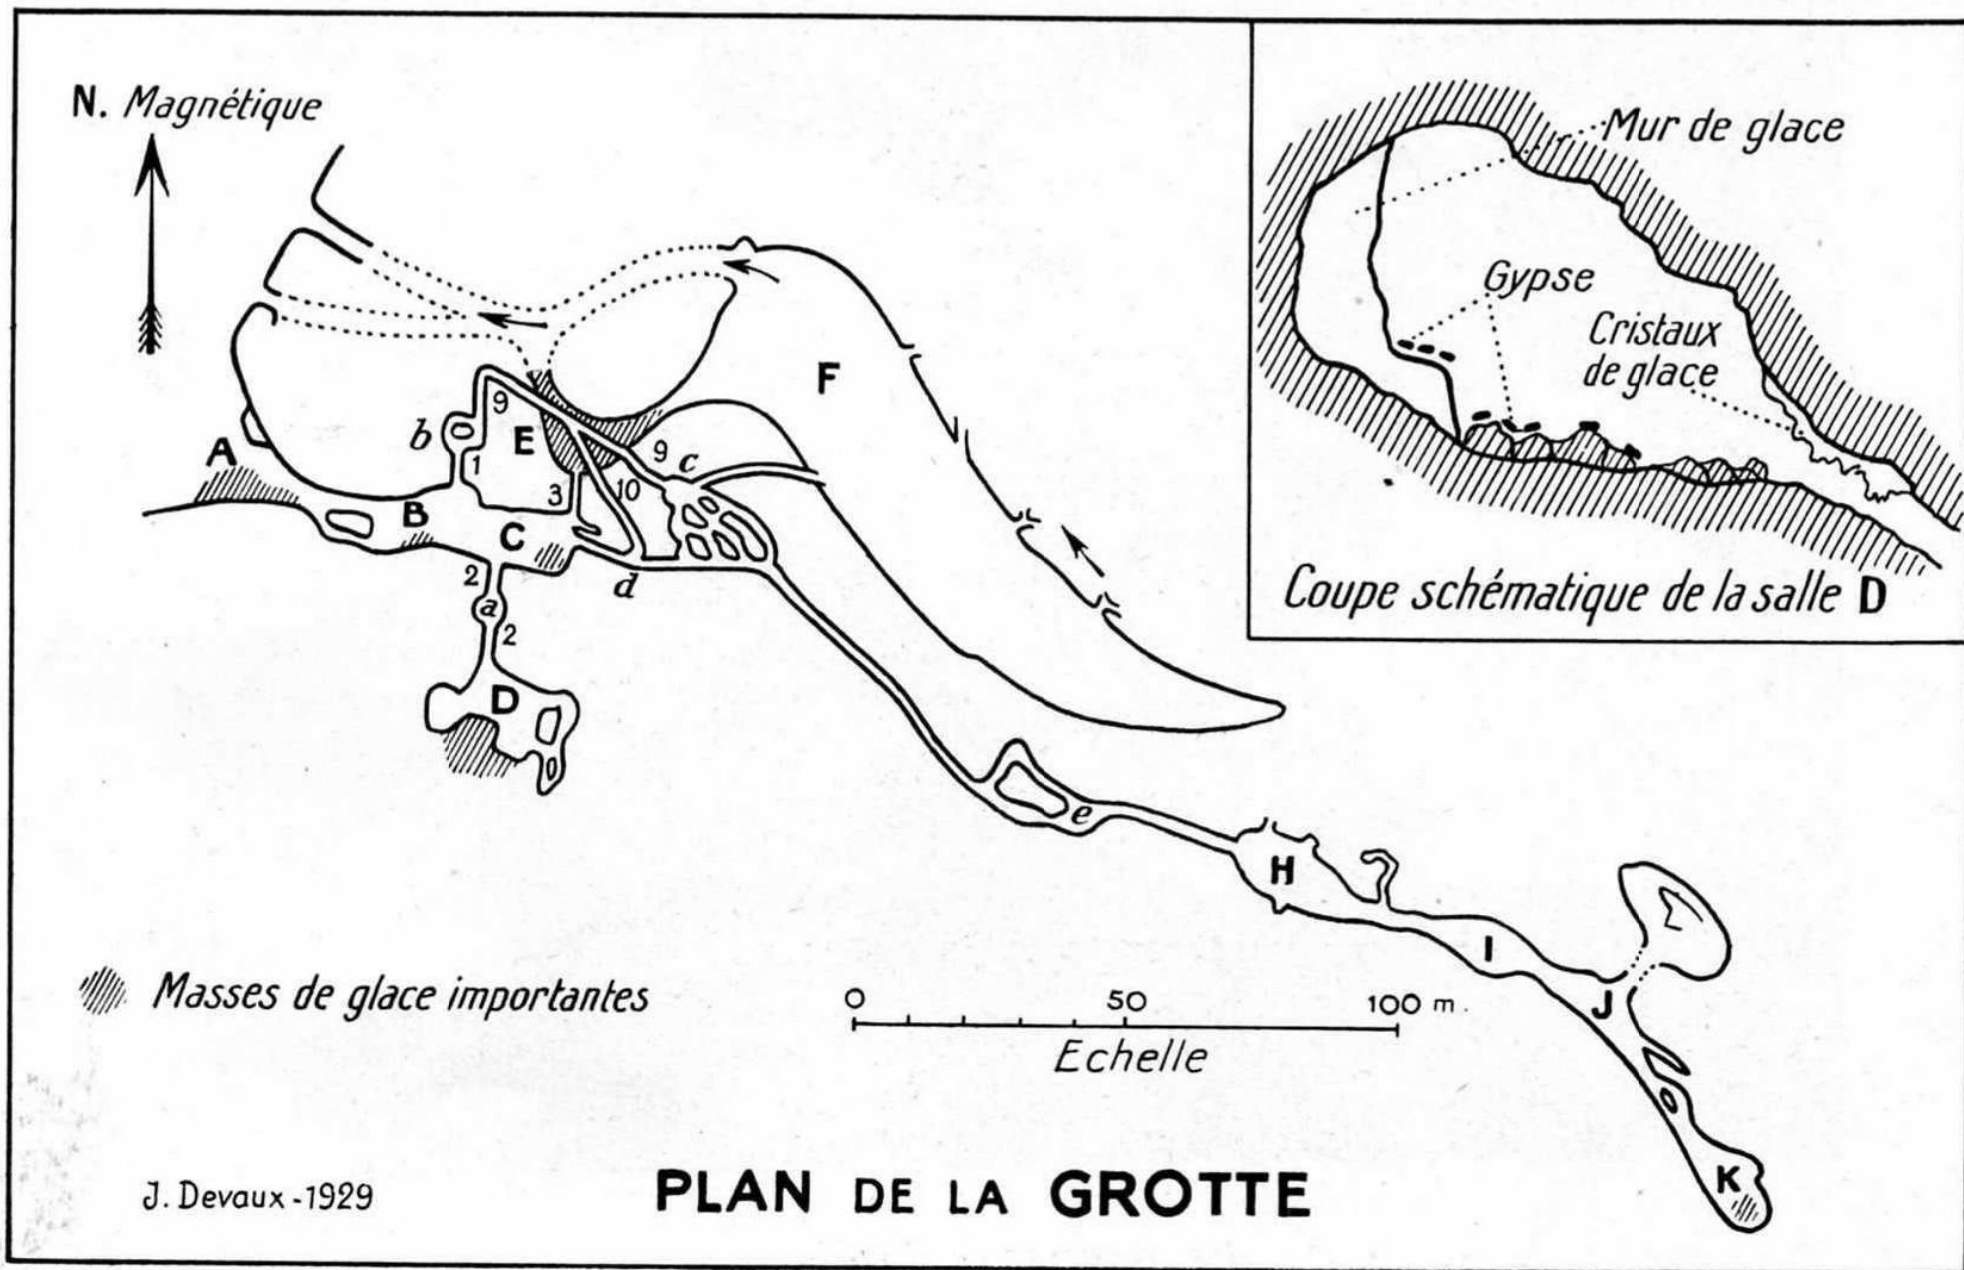 N. Magnétique
Mur de glace
Gypse
Cristaux
de glace
Coupe schématique de la salle D
F
9
b
E
A
1
9
c
3
10
B
C
2
d
a
2
D
e
H
I
J
K
Masses de glace importantes
0 50 100 m.
Echelle
J. Devaux - 1929
PLAN DE LA GROTTE